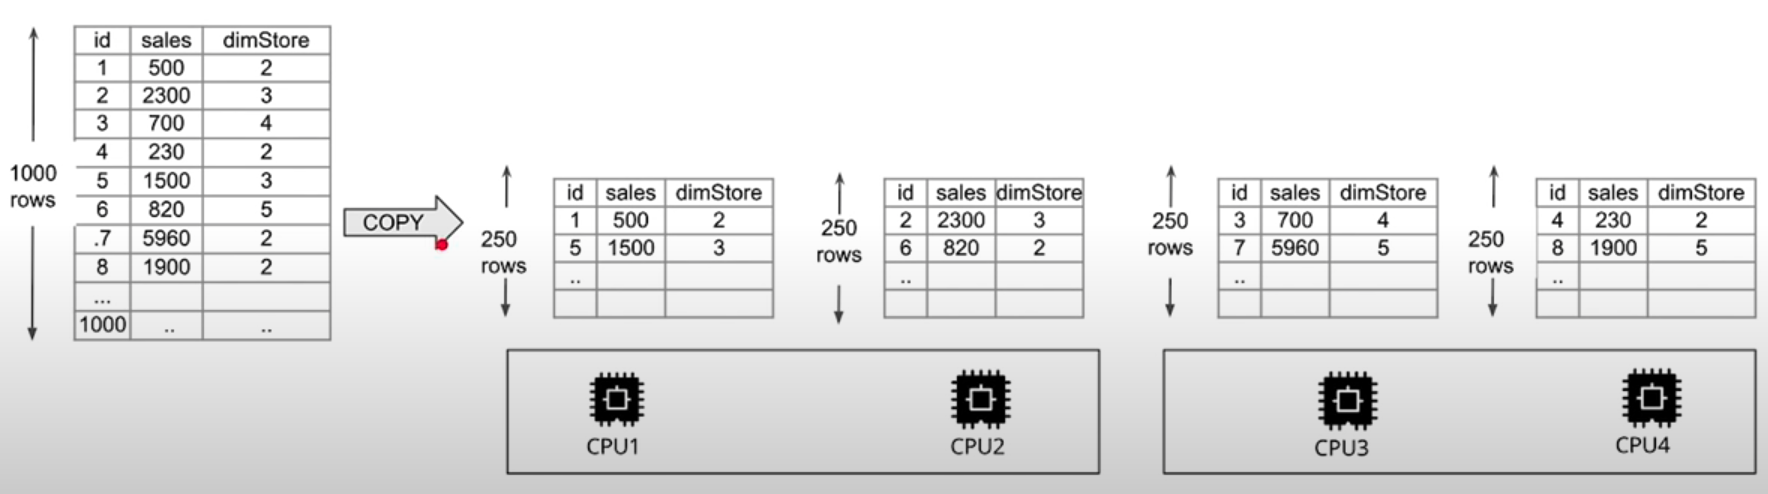 id sales dimStore
1 500 2
2 2300 3
3 700 4
4 230 2
5 1500 3
6 820 5
.7 5960 2
8 1900 2
...
1000 .. ..
1000
rows
COPY
250
rows
id sales dimStore
1 500 2
5 1500 3
..
250
rows
id sales dimStore
2 2300 3
6 820 2
..
250
rows
id sales dimStore
3 700 4
7 5960 5
..
250
rows
id sales dimStore
4 230 2
8 1900 5
..
CPU1
CPU2
CPU3
CPU4